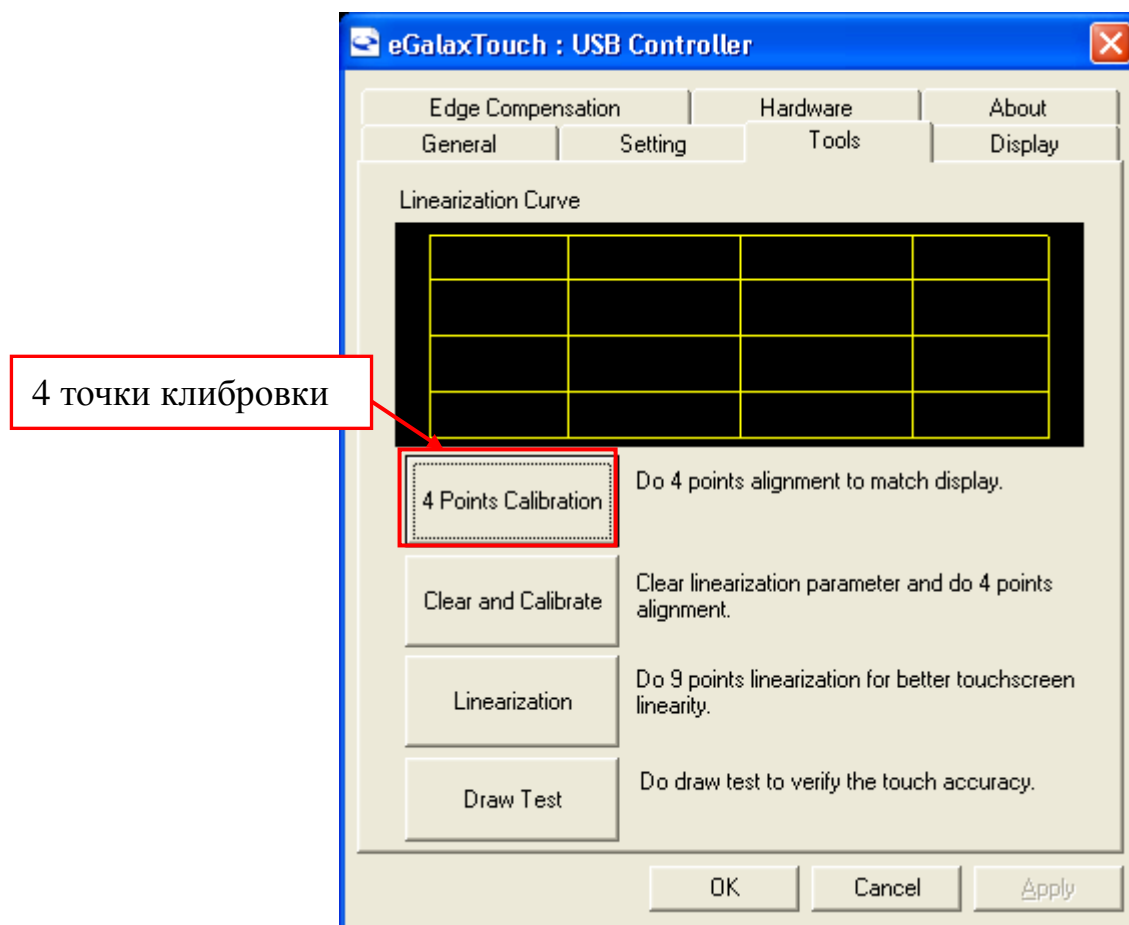 eGalaxTouch : USB Controller
Edge Compensation Hardware About
General Setting Tools Display
Linearization Curve
4 точки клибровки
4 Points Calibration
Do 4 points alignment to match display.
Clear and Calibrate
Clear linearization parameter and do 4 points
alignment.
Linearization
Do 9 points linearization for better touchscreen
linearity.
Draw Test
Do draw test to verify the touch accuracy.
OK Cancel Apply